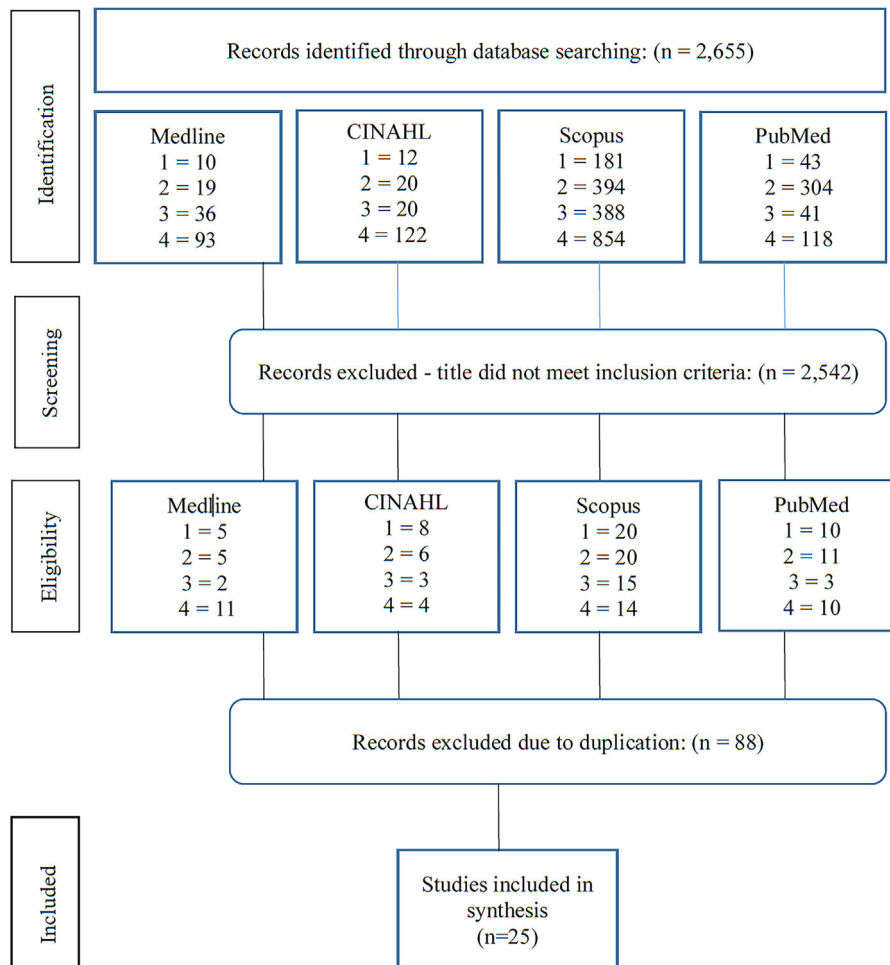 Identification
Records identified through database searching: (n = 2,655)
Medline
1 = 10
2 = 19
3 = 36
4 = 93
CINAHL
1 = 12
2 = 20
3 = 20
4 = 122
Scopus
1 = 181
2 = 394
3 = 388
4 = 854
PubMed
1 = 43
2 = 304
3 = 41
4 = 118
Screening
Records excluded - title did not meet inclusion criteria: (n = 2,542)
Eligibility
Medline
1 = 5
2 = 5
3 = 2
4 = 11
CINAHL
1 = 8
2 = 6
3 = 3
4 = 4
Scopus
1 = 20
2 = 20
3 = 15
4 = 14
PubMed
1 = 10
2 = 11
3 = 3
4 = 10
Records excluded due to duplication: (n = 88)
Included
Studies included in
synthesis
(n=25)